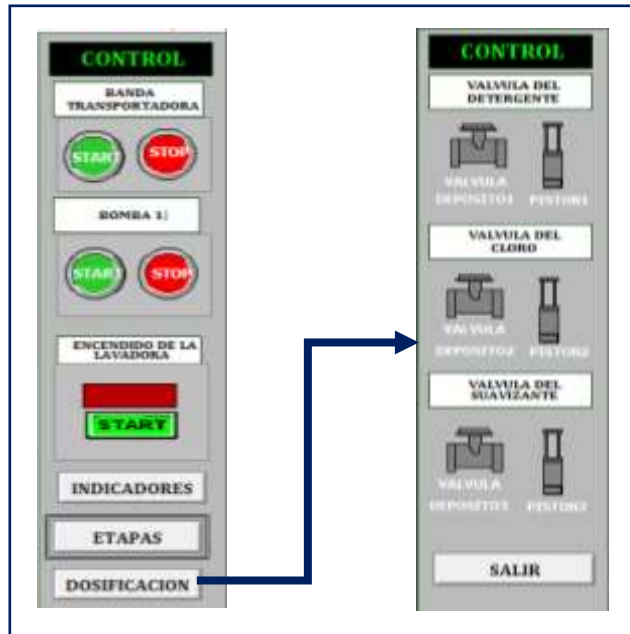 CONTROL
BANDA
TRANSPORTADORA
START STOP
BOMBA 1|
START STOP
ENCENDIDO DE LA
LAVADORA
START
INDICADORES
ETAPAS
DOSIFICACION
CONTROL
VALVULA DEL
DETERGENTE
VALVULA
DEPOSITO1 PISTON1
VALVULA DEL
CLORO
VALVULA
DEPOSITO2 PISTON2
VALVULA DEL
SUAVIZANTE
VALVULA
DEPOSITO3 PISTON3
SALIR